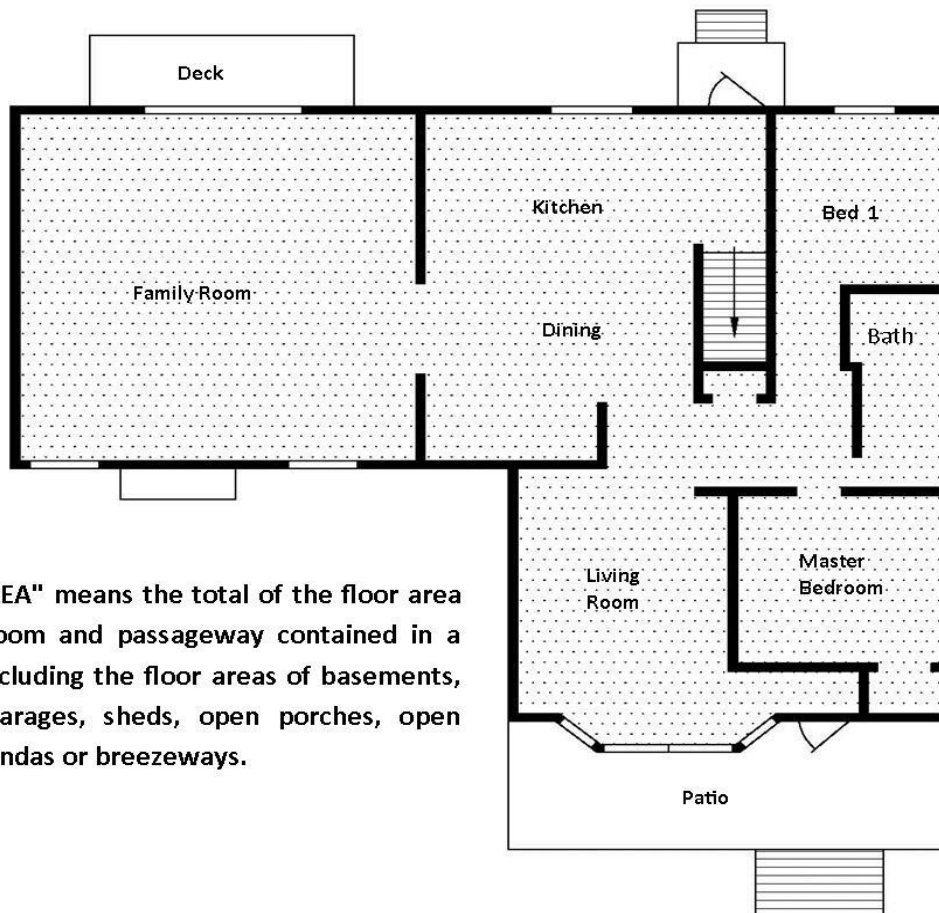 Deck
Kitchen
Bed 1
Family Room
Dining
Bath
Living
Room
Master
Bedroom
EA" means the total of the floor area
oom and passageway contained in a
cluding the floor areas of basements,
arages, sheds, open porches, open
ndas or breezeways.
Patio